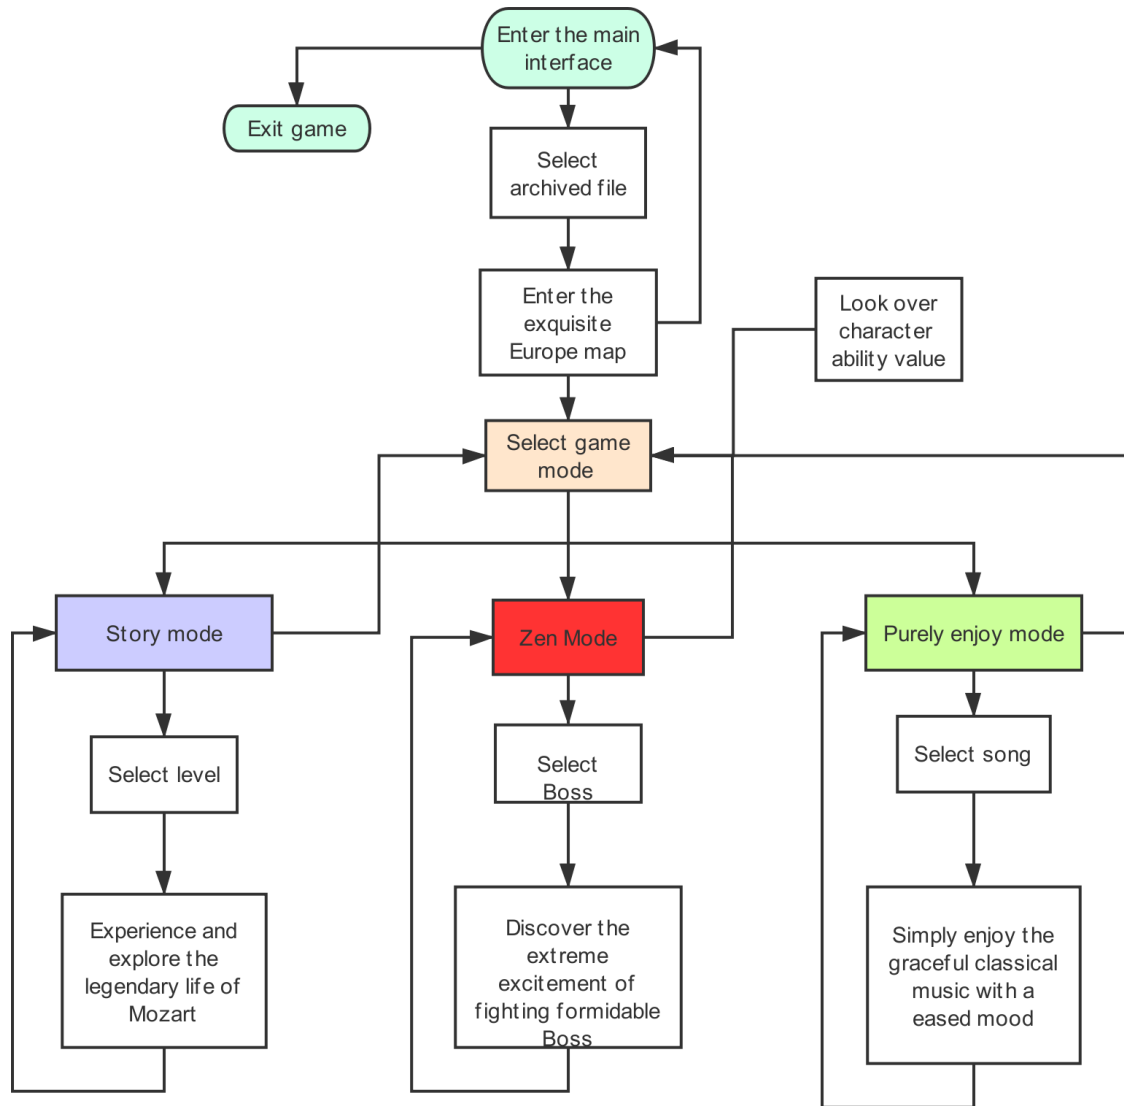 Enter the main
interface
Exit game
Select
archived file
Enter the
exquisite
Europe map
Look over
character
ability value
Select game
mode
Story mode
Zen Mode
Purely enjoy mode
Select level
Select
Boss
Select song
Experience and
explore the
legendary life of
Mozart
Discover the
extreme
excitement of
fighting formidable
Boss
Simply enjoy the
graceful classical
music with a
eased mood